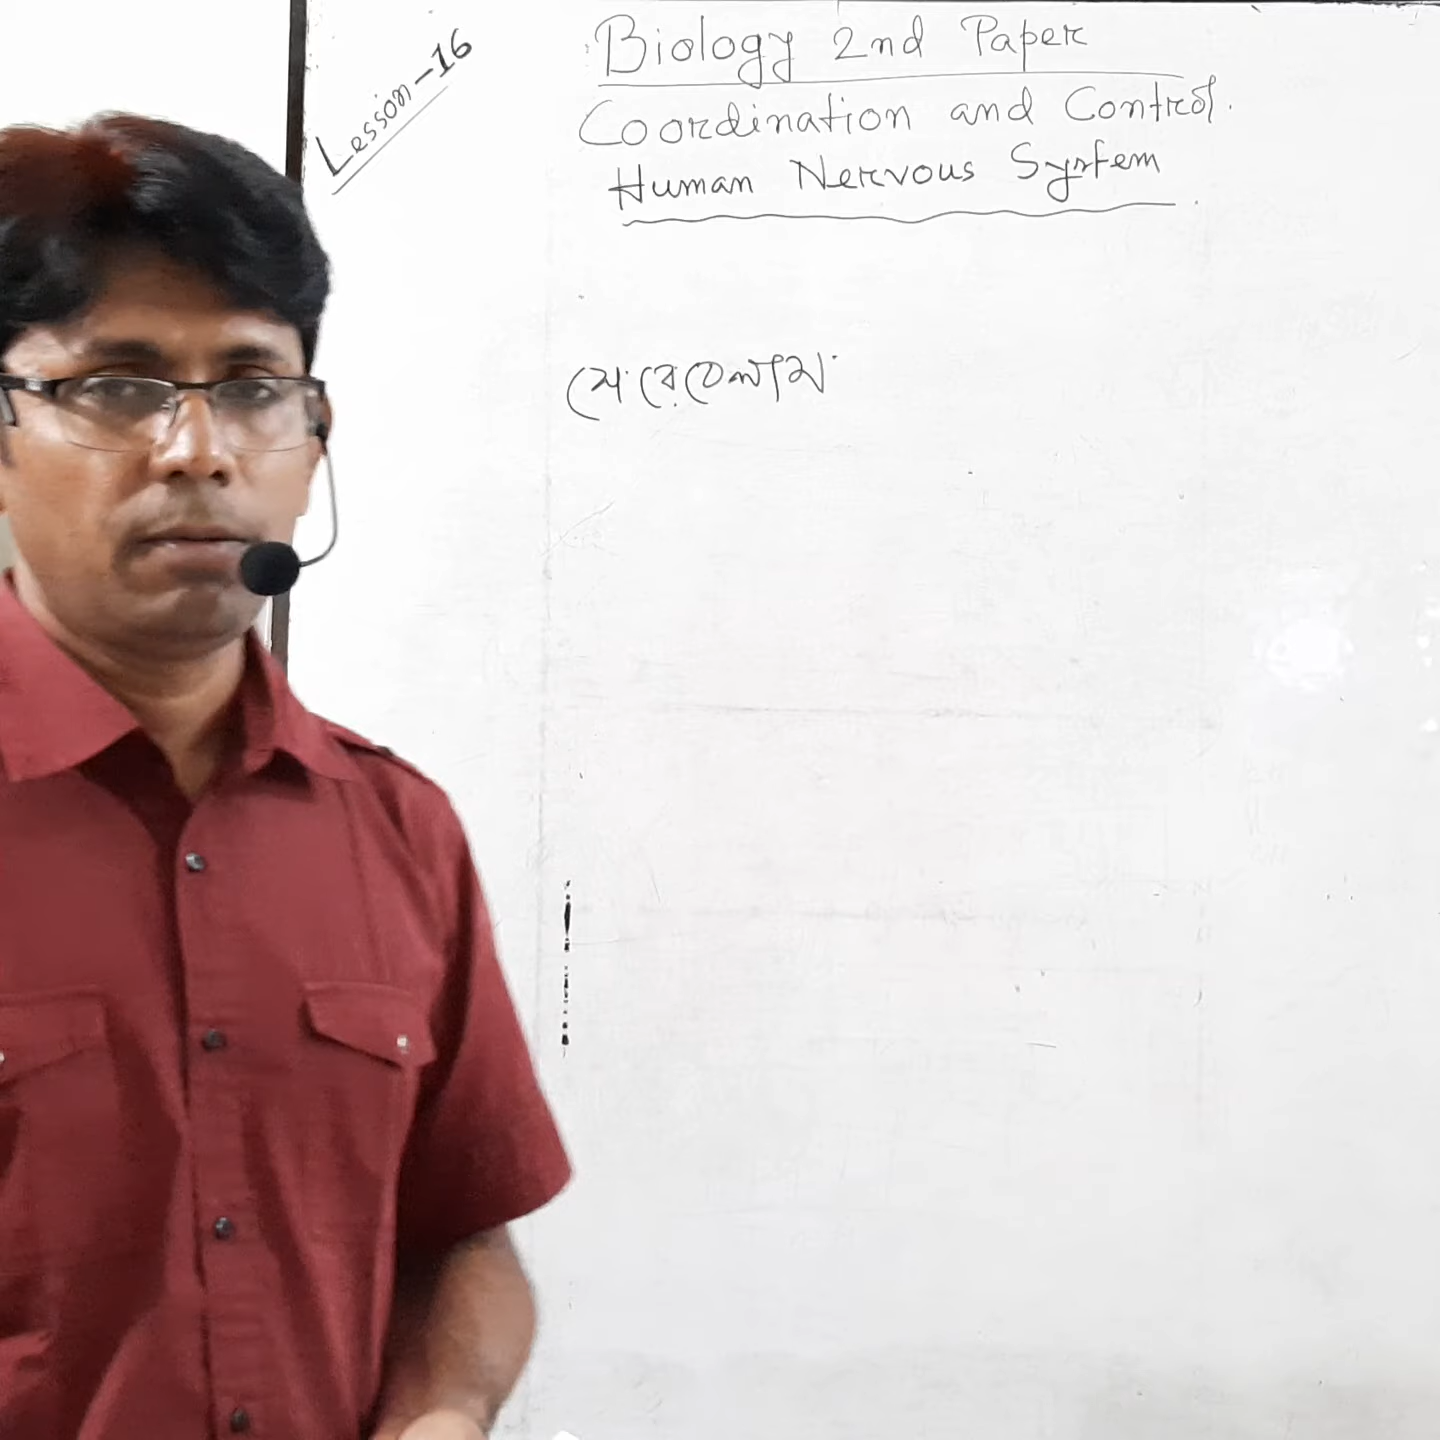 Lesson-16
Biology 2nd Paper
Coordination and Control.
Human Nervous System
সেরেবেলাম